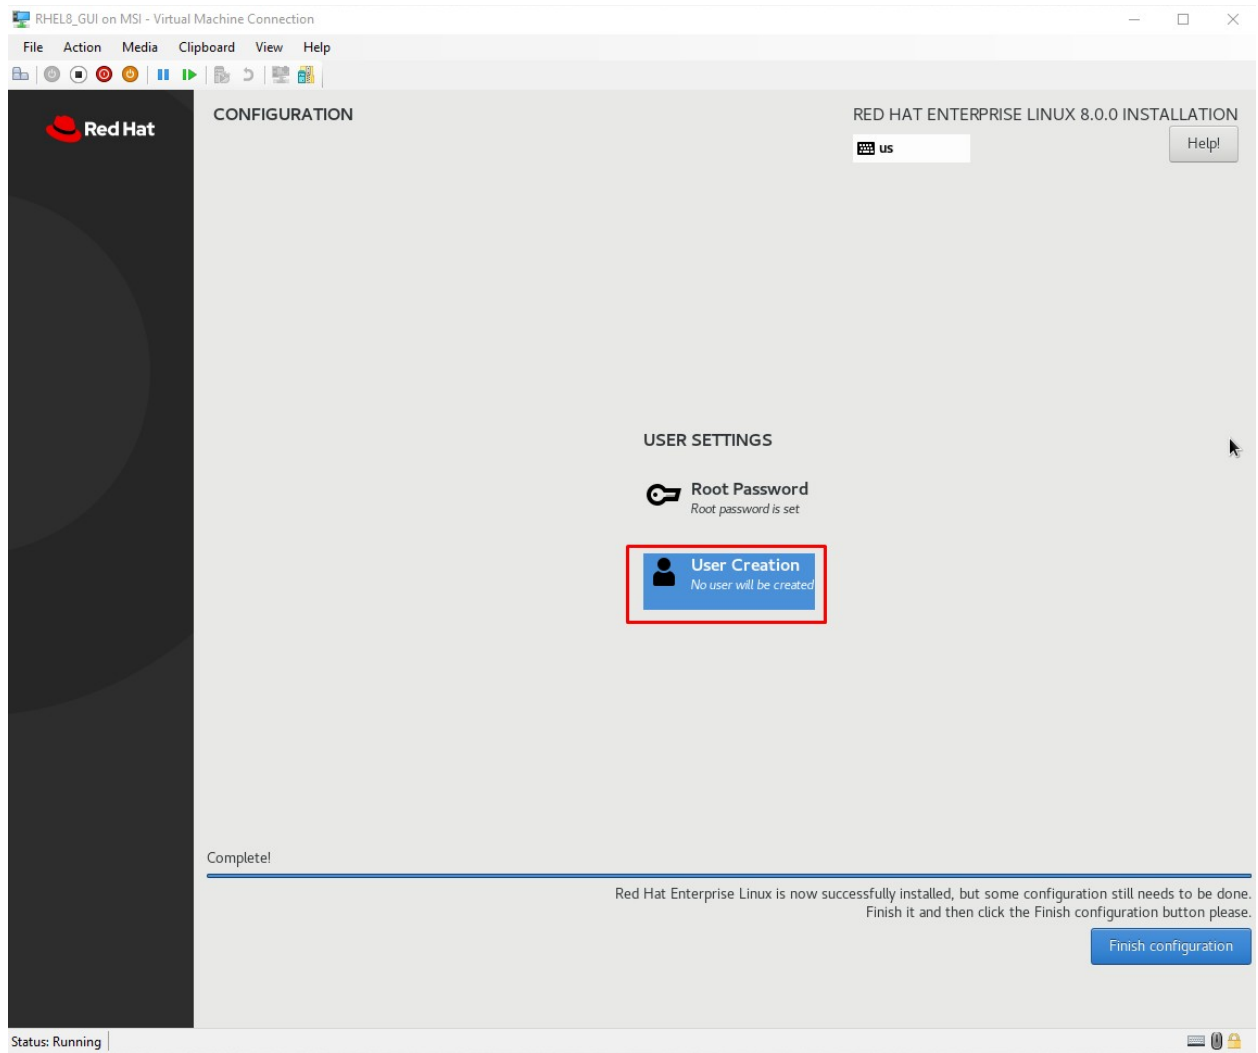 RHEL8_GUI on MSI - Virtual Machine Connection
File Action Media Clipboard View Help
Red Hat
CONFIGURATION
RED HAT ENTERPRISE LINUX 8.0.0 INSTALLATION
us
Help!
USER SETTINGS
Root Password
Root password is set
User Creation
No user will be created
Complete!
Red Hat Enterprise Linux is now successfully installed, but some configuration still needs to be done.
Finish it and then click the Finish configuration button please.
Finish configuration
Status: Running